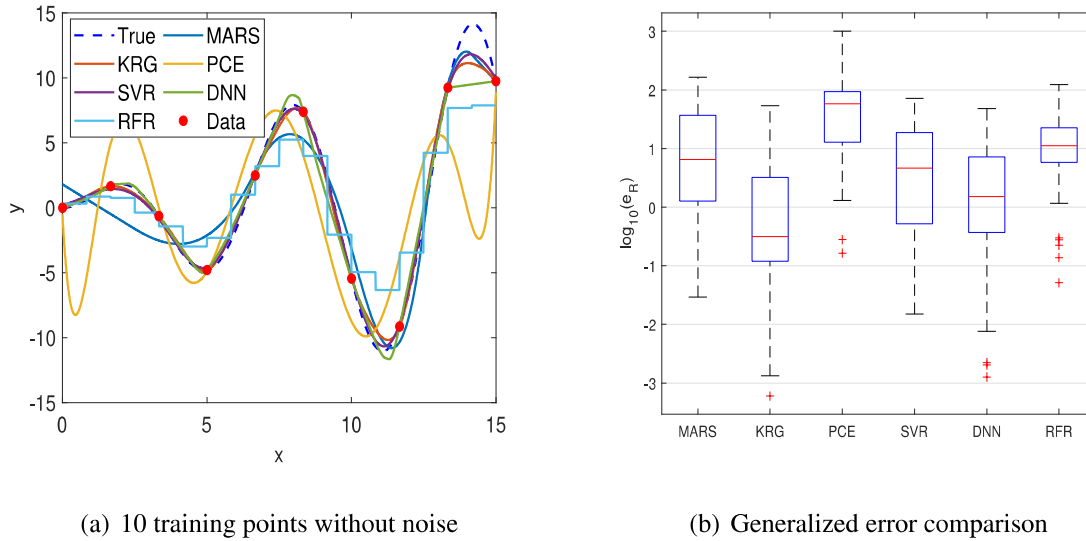 15
10
5
0
-5
-10
-15
y
0
5
10
15
x
True
MARS
KRG
PCE
SVR
DNN
RFR
Data
3
2
1
0
-1
-2
-3
log10(eR)
MARS
KRG
PCE
SVR
DNN
RFR
(a) 10 training points without noise
(b) Generalized error comparison